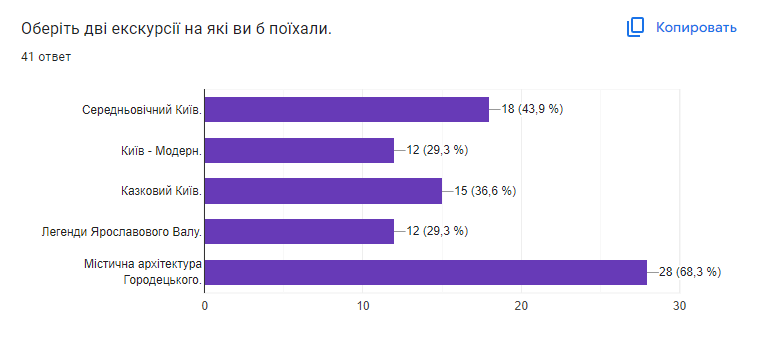 Оберіть дві екскурсії на які ви б поїхали.
Копировать
41 ответ
Середньовічний Київ.
18 (43,9 %)
Київ - Модерн.
12 (29,3 %)
Казковий Київ.
15 (36,6 %)
Легенди Ярославового Валу.
12 (29,3 %)
Містична архітектура
Городецького.
28 (68,3 %)
0
10
20
30